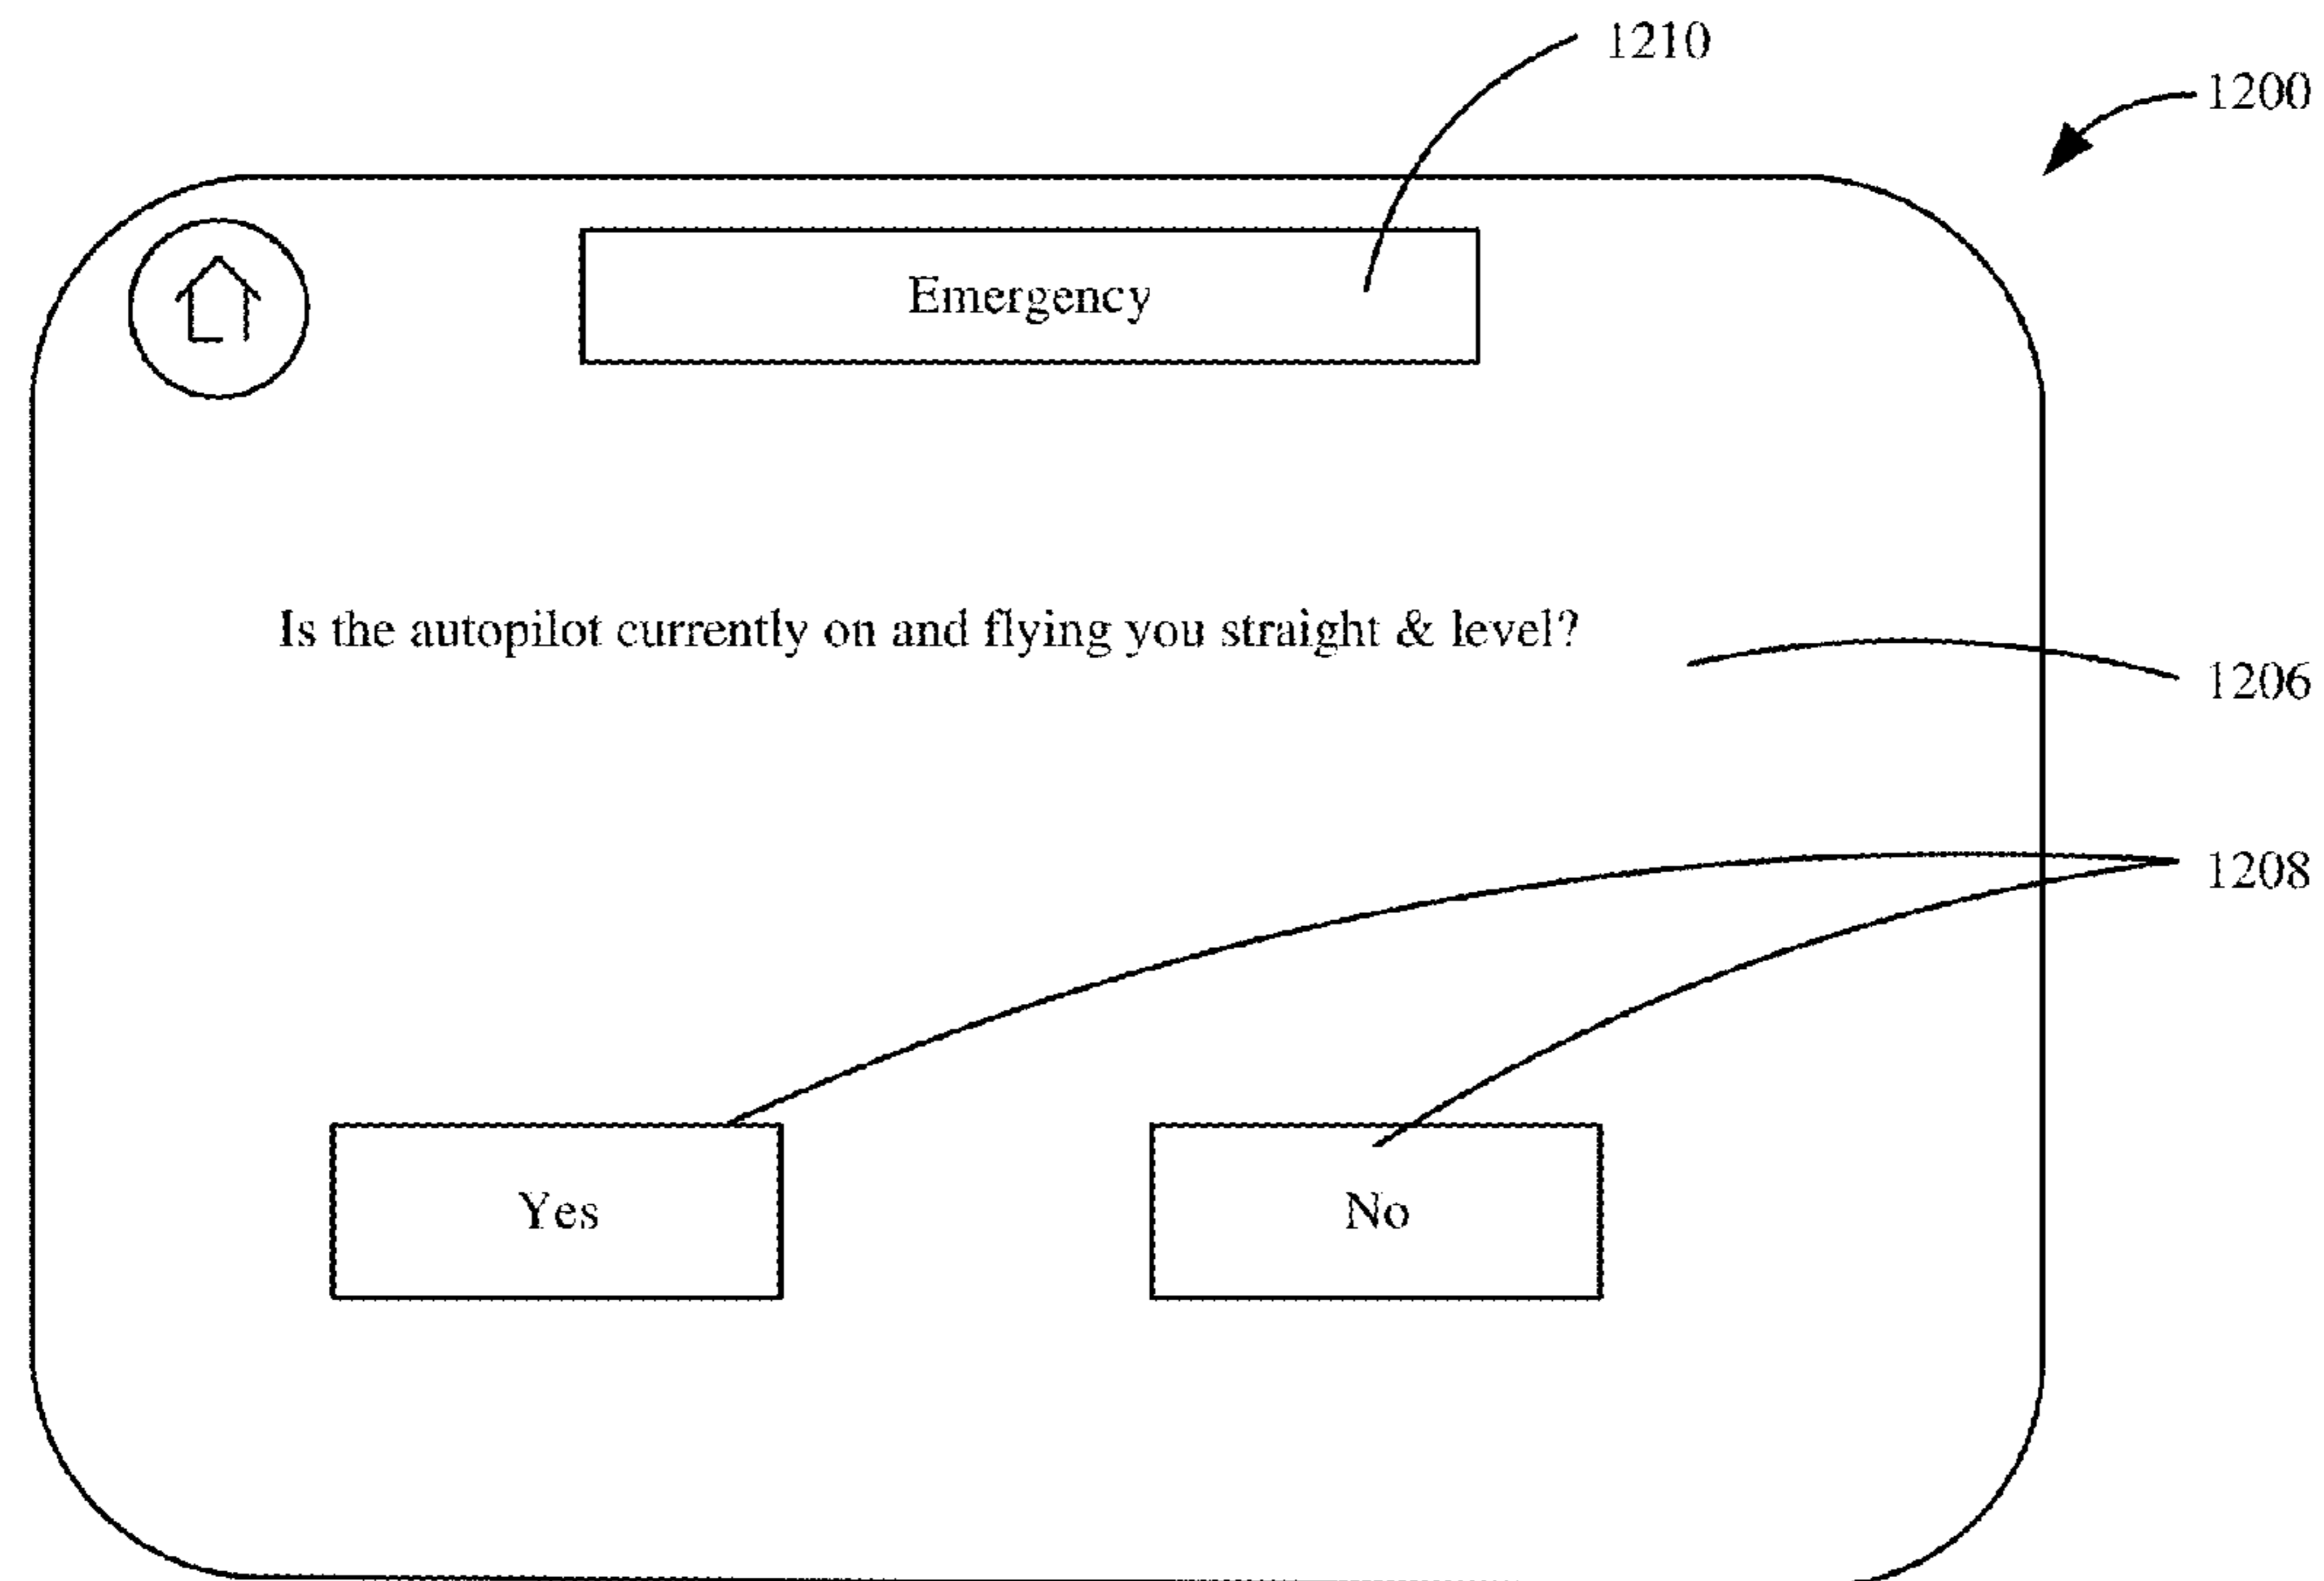 1210
1200
Emergency
Is the autopilot currently on and flying you straight & level?
1206
1208
Yes
No